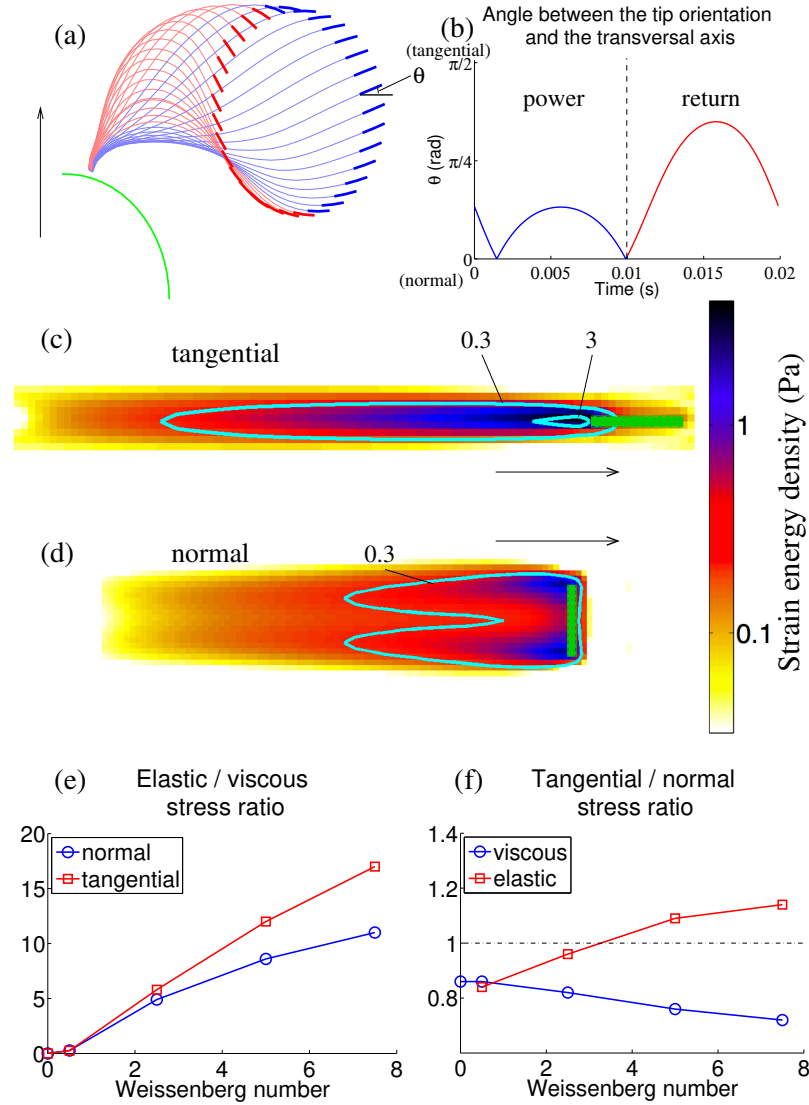 (a)
(tangential)
θ
(b)
Angle between the tip orientation
and the transversal axis
π/2
power
return
θ (rad)
π/4
0
(normal)
0
0.005
0.01
0.015
0.02
Time (s)
(c)
tangential
0.3
3
(d)
normal
0.3
1
0.1
Strain energy density (Pa)
(e)
Elastic / viscous
stress ratio
20
15
10
5
0
normal
tangential
0
2
4
6
8
Weissenberg number
(f)
Tangential / normal
stress ratio
1.4
1.2
1
0.8
viscous
elastic
0
2
4
6
8
Weissenberg number